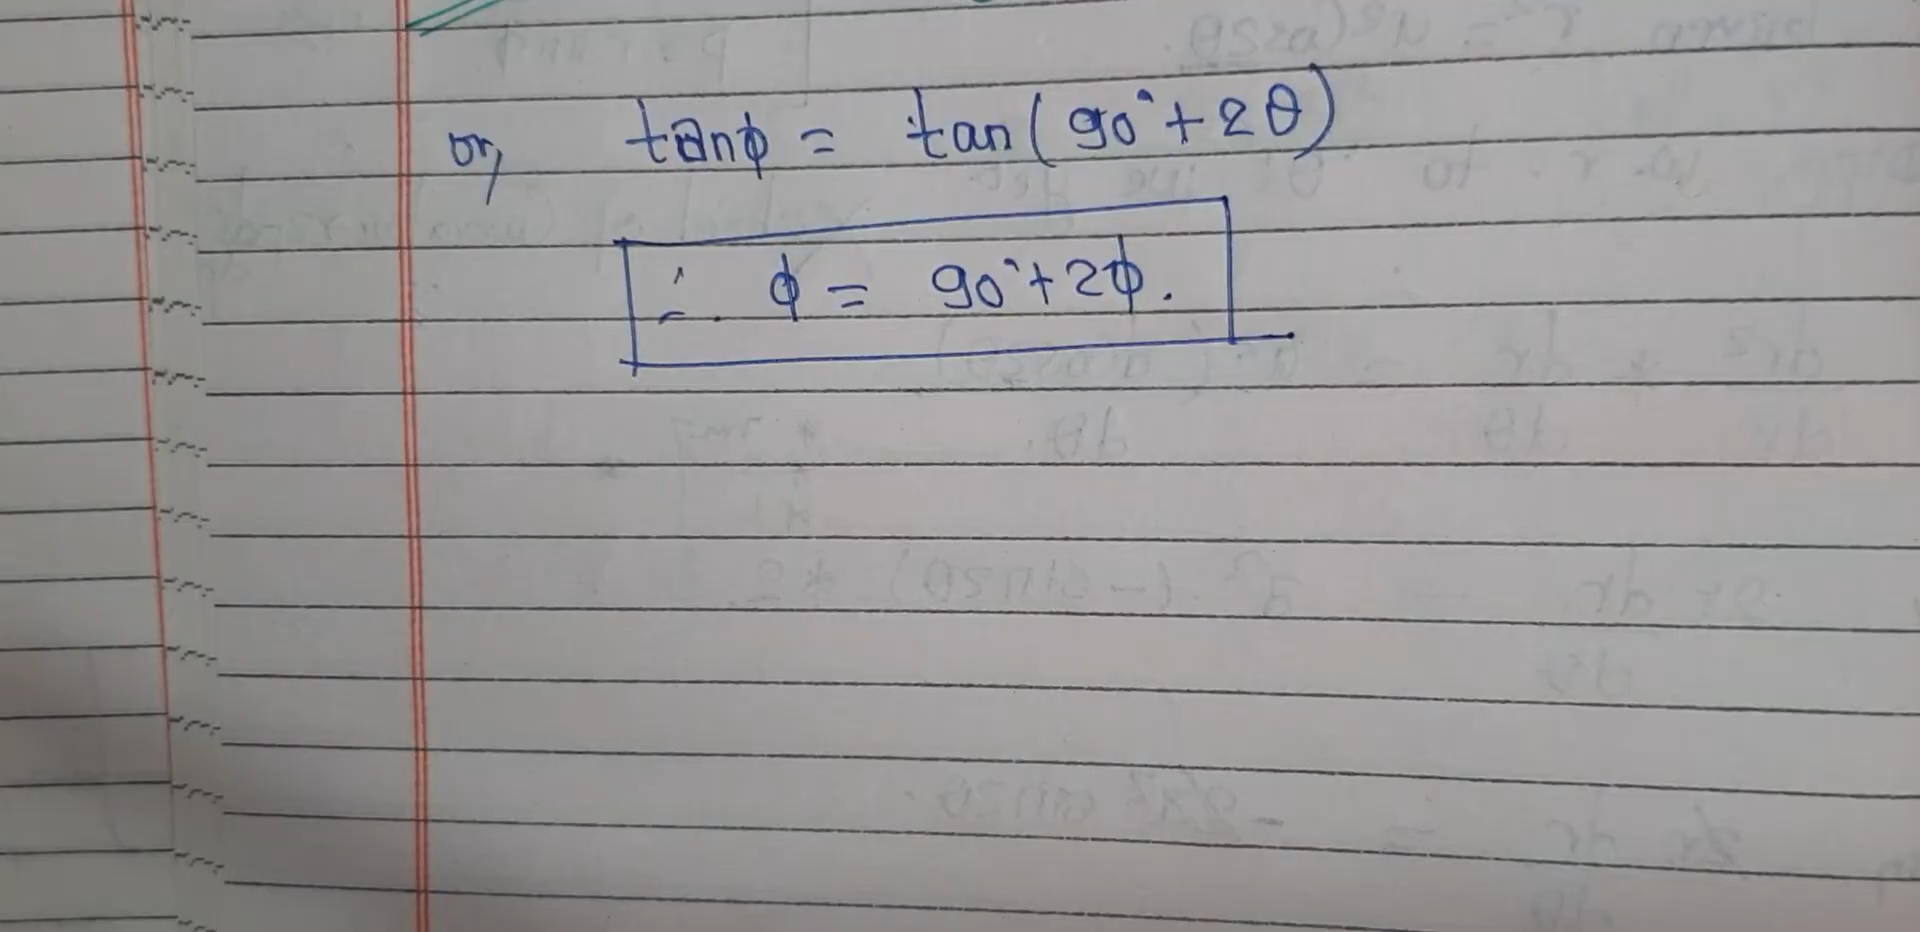 or, tanϕ = tan(90°+2θ)
∴ ϕ = 90°+2ϕ.